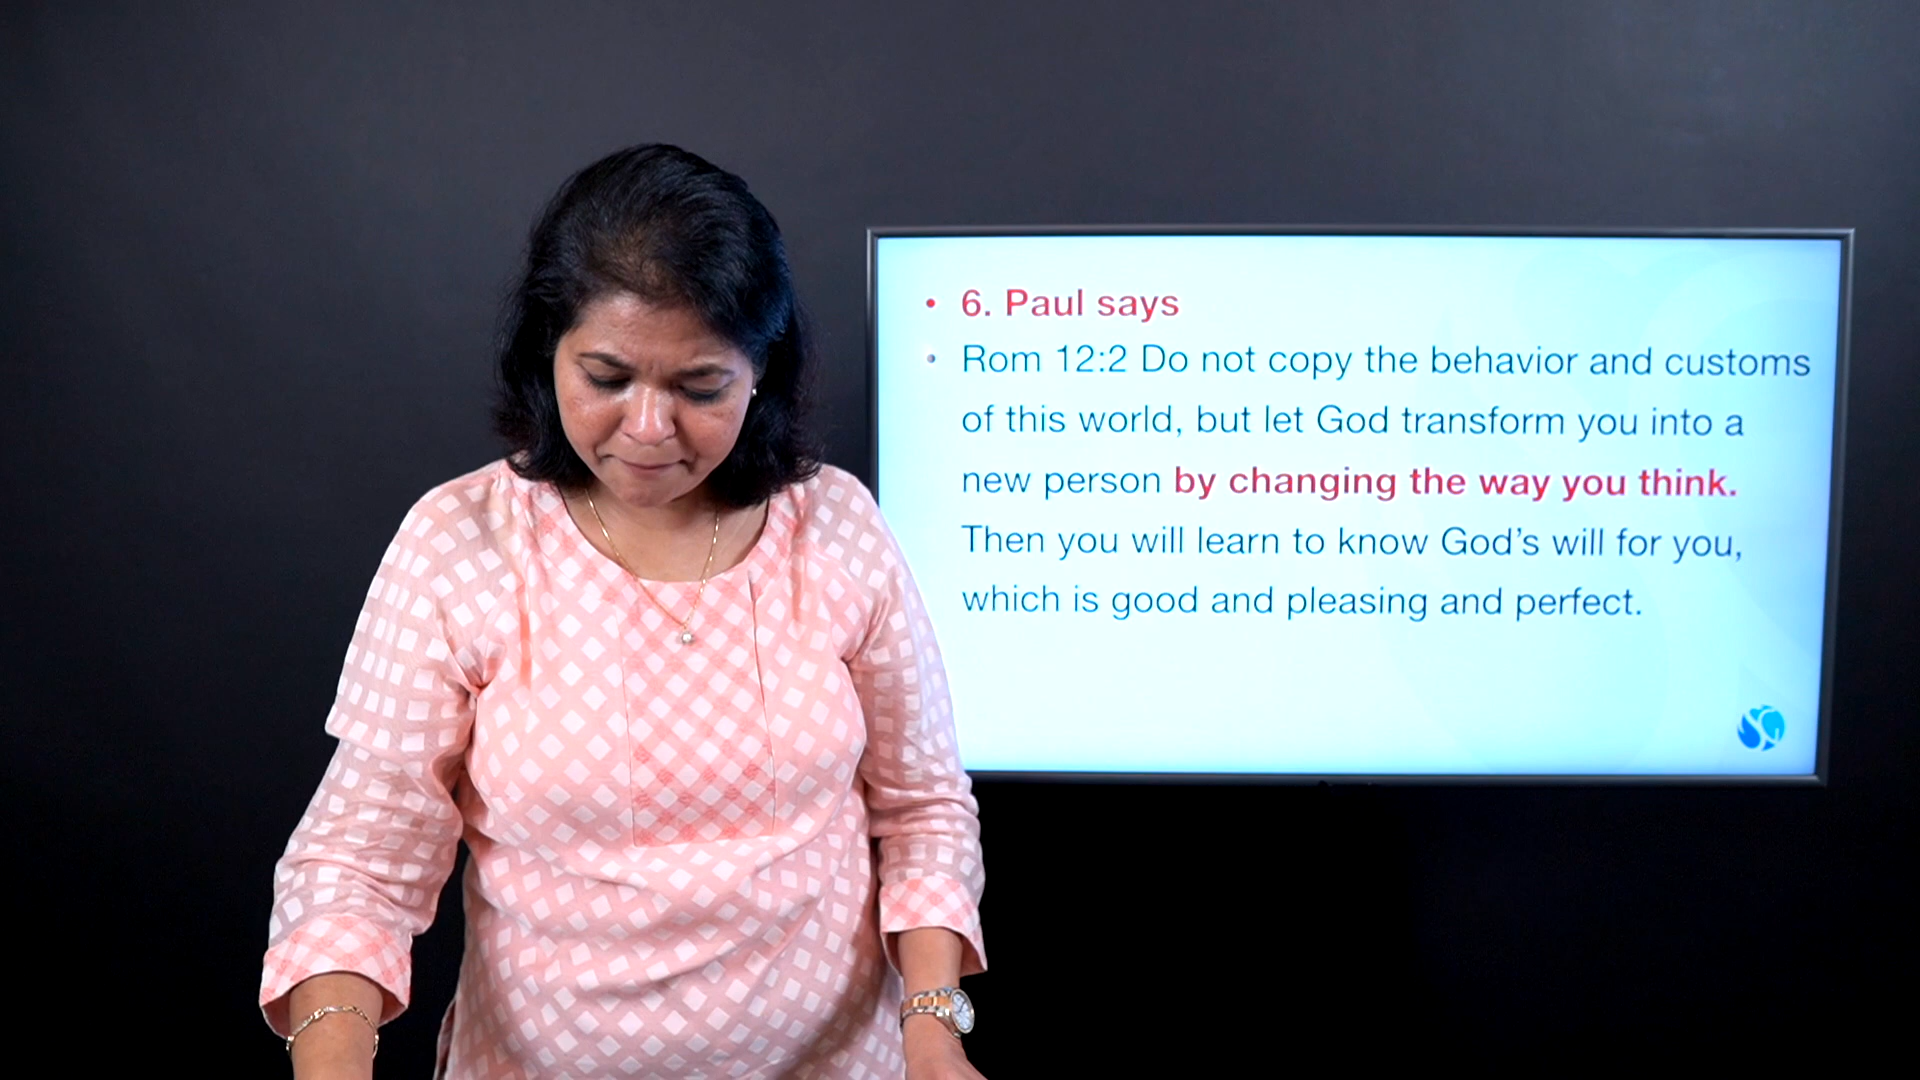 • 6. Paul says
• Rom 12:2 Do not copy the behavior and customs
of this world, but let God transform you into a
new person by changing the way you think.
Then you will learn to know God’s will for you,
which is good and pleasing and perfect.